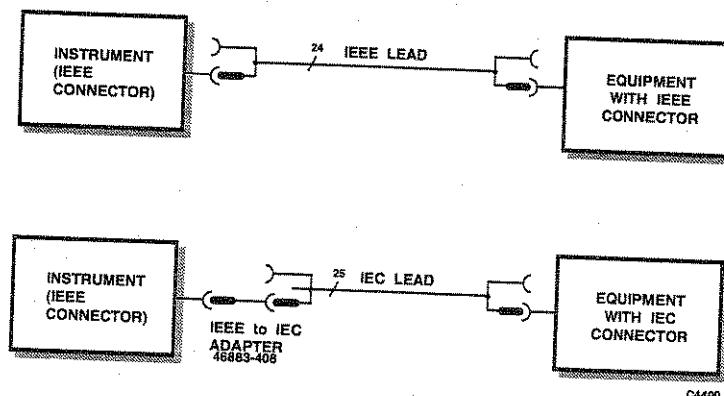 INSTRUMENT
(IEEE
CONNECTOR)
24
IEEE LEAD
EQUIPMENT
WITH IEEE
CONNECTOR
INSTRUMENT
(IEEE
CONNECTOR)
IEEE to IEC
ADAPTER
46883-408
25
IEC LEAD
EQUIPMENT
WITH IEC
CONNECTOR